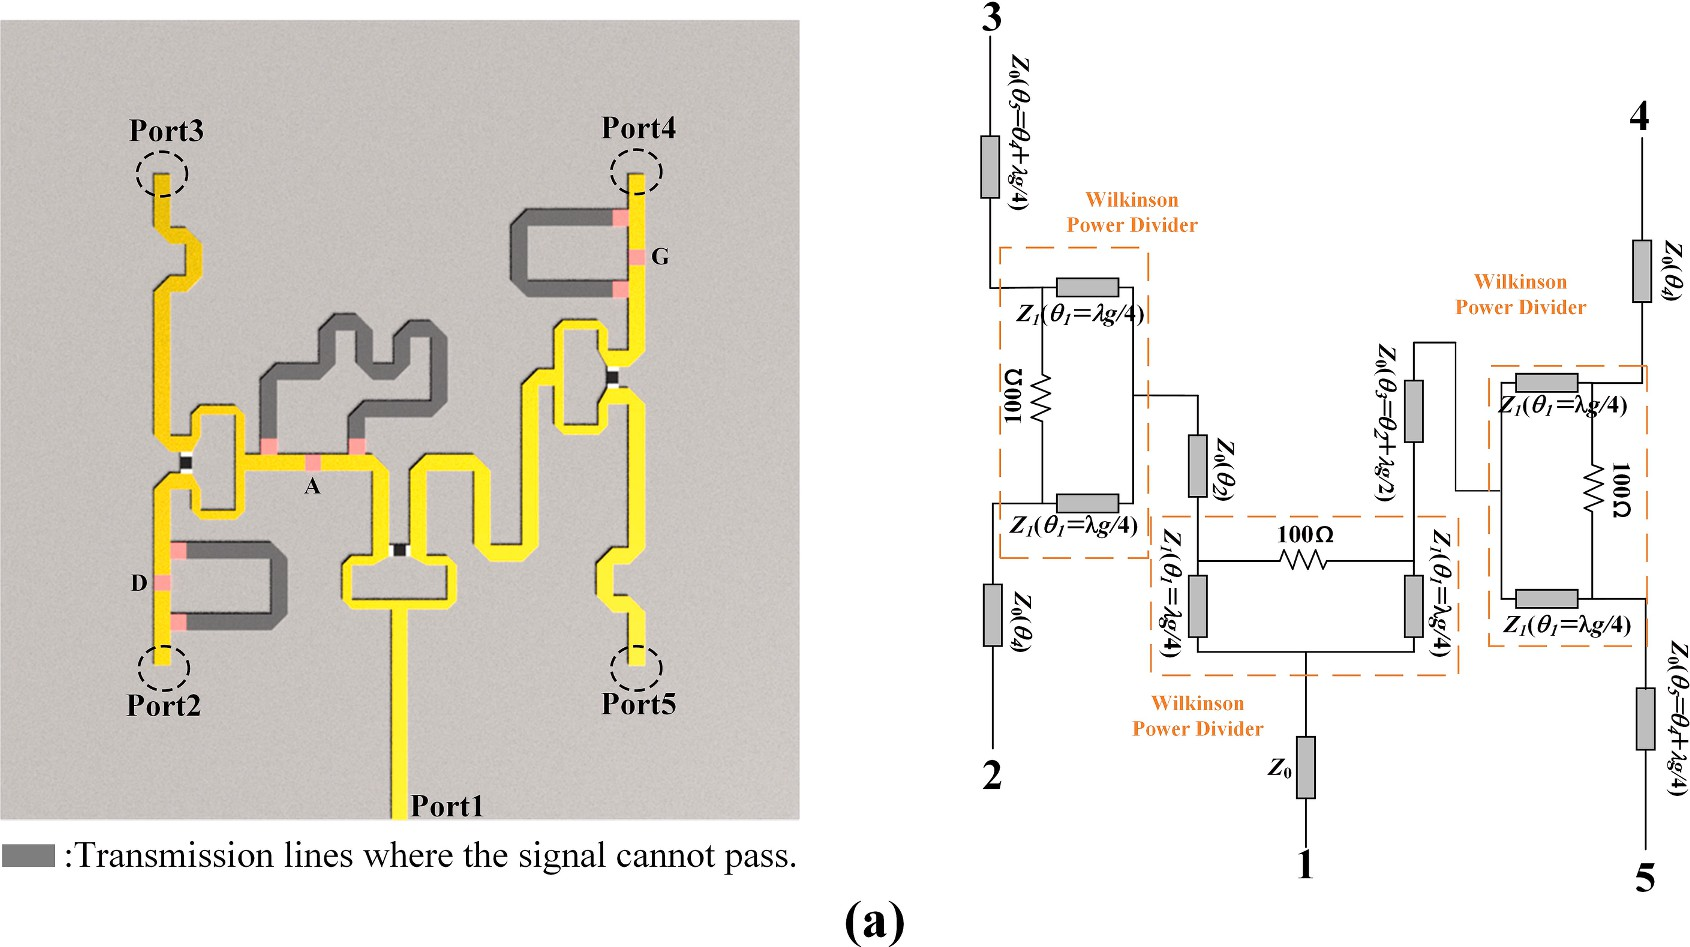 Port3
Port4
G
A
D
Port2
Port5
Port1
:Transmission lines where the signal cannot pass.
3
Z0(θ5=θ4+λg/4)
Wilkinson
Power Divider
Z1(θ1=λg/4)
100Ω
Z1(θ1=λg/4)
Z0(θ4)
2
Z0(θ2)
Z1(θ1=λg/4)
100Ω
Z1(θ1=λg/4)
Wilkinson
Power Divider
Z0
1
Z0(θ3=θ2+λg/2)
4
Z0(θ4)
Wilkinson
Power Divider
Z1(θ1=λg/4)
100Ω
Z1(θ1=λg/4)
Z0(θ5=θ4+λg/4)
5
(a)